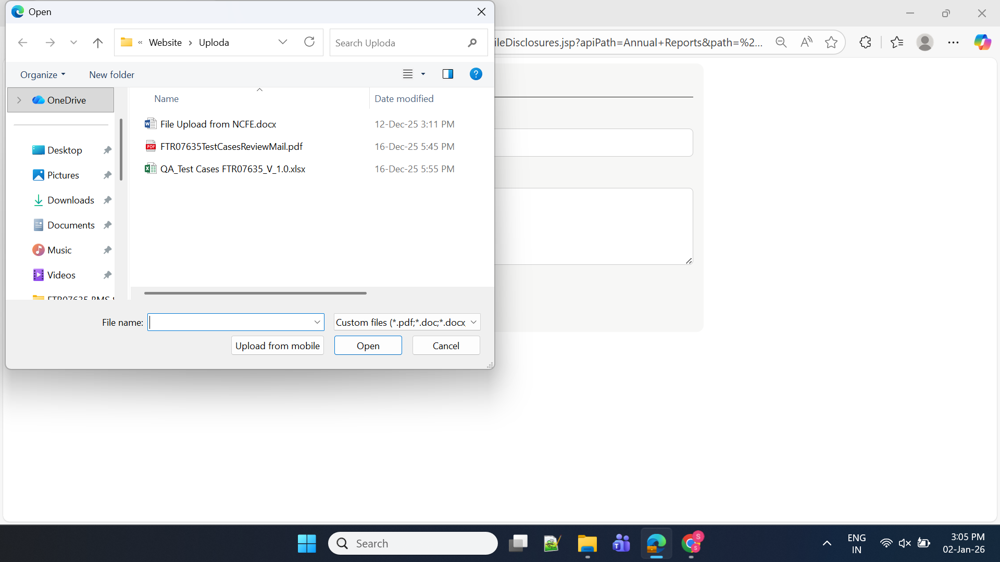 Open
« Website › Uploda
Search Uploda
ileDisclosures.jsp?apiPath=Annual+Reports&path=%2...
Organize
New folder
OneDrive
Name
Date modified
File Upload from NCFE.docx
12-Dec-25 3:11 PM
FTR07635TestCasesReviewMail.pdf
16-Dec-25 5:45 PM
QA_Test Cases FTR07635_V_1.0.xlsx
16-Dec-25 5:55 PM
Desktop
Pictures
Downloads
Documents
Music
Videos
FTR07635 RMS
File name:
Custom files (*.pdf;*.doc;*.docx
Upload from mobile
Open
Cancel
Search
ENG
IN
3:05 PM
02-Jan-26